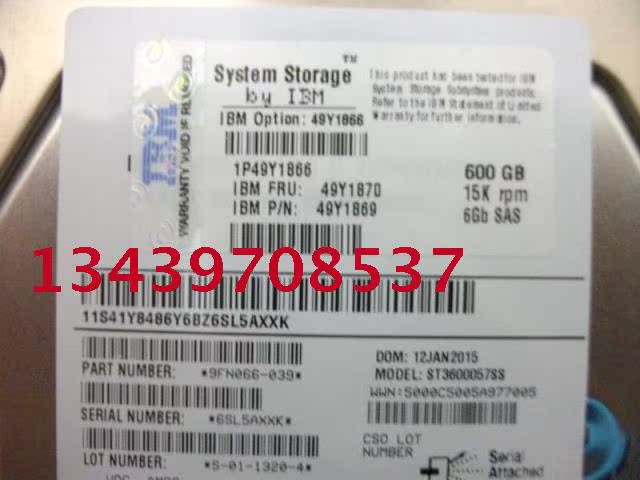 System Storage™
by IBM
This product has been tested for IBM
System Storage Subsystem products.
Refer to the IBM Statement of Limited
Warranty for further information.
IBM Option: 49Y1866
IBM
WARRANTY VOID IF REMOVED
1P49Y1866
IBM FRU: 49Y1870
IBM P/N: 49Y1869
600 GB
15K rpm
6Gb SAS
13439708537
11S41Y8486Y6BZ6SL5AXXK
PART NUMBER: *9FN066-039*
SERIAL NUMBER: *6SL5AXXK*
LOT NUMBER: *5-01-1320-4*
DOM: 12JAN2015
MODEL: ST3600057SS
WWN:5000C5005A977005
CSO LOT
NUMBER
Serial
Attached